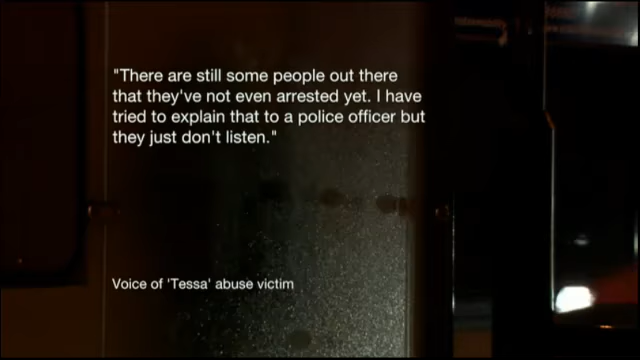 "There are still some people out there
that they've not even arrested yet. I have
tried to explain that to a police officer but
they just don't listen."
Voice of 'Tessa' abuse victim